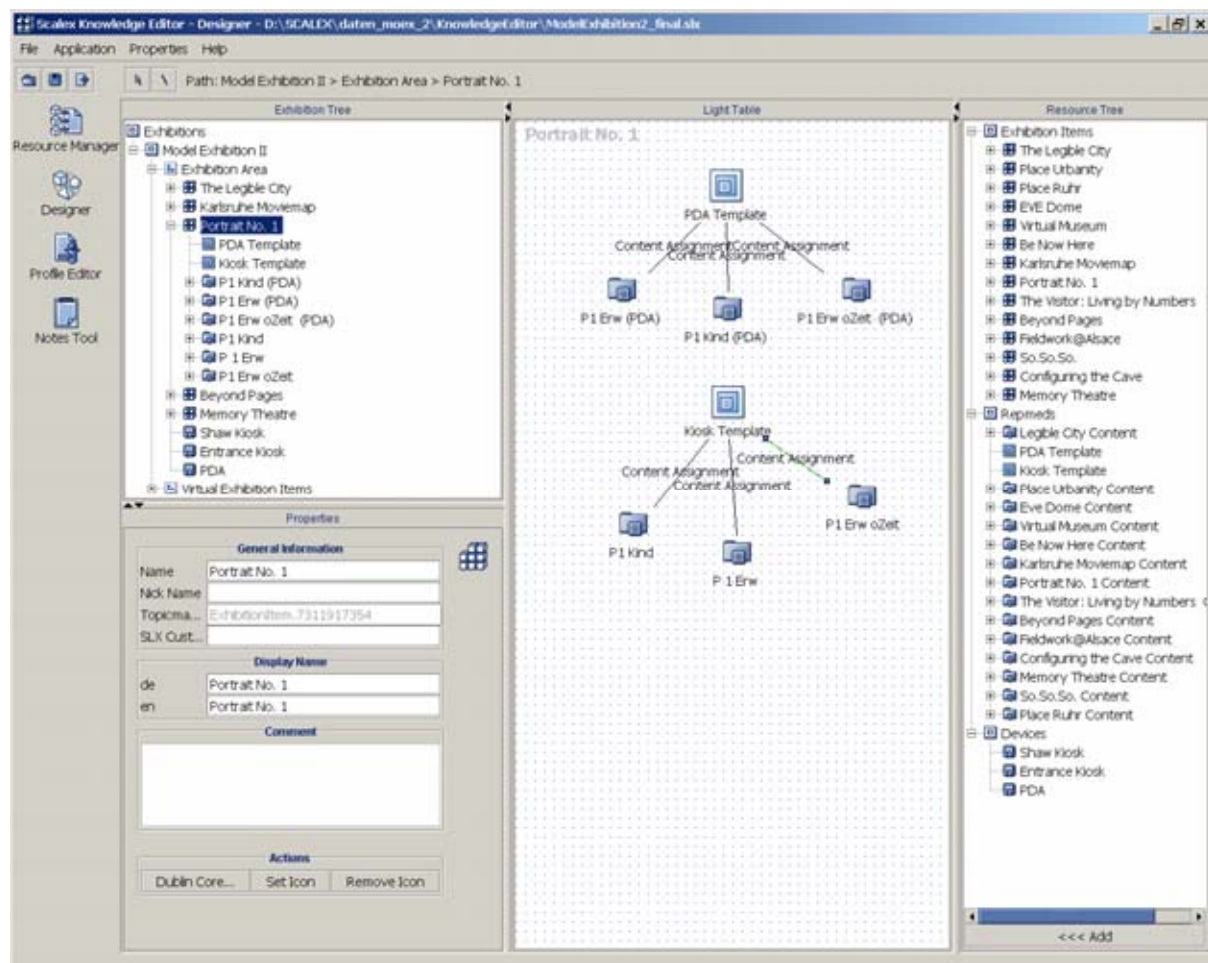 Scalex Knowledge Editor - Designer - D:\SCALEX\daten_moex_2\KnowledgeEditor\ModelExhibition2_final.slx
File Application Properties Help
Path: Model Exhibition II > Exhibition Area > Portrait No. 1
Resource Manager
Designer
Profile Editor
Notes Tool
Exhibition Tree
Exhibitions
Model Exhibition II
Exhibition Area
The Legible City
Karlsruhe Moviemap
Portrait No. 1
PDA Template
Kiosk Template
P1 Kind (PDA)
P1 Erw (PDA)
P1 Erw oZeit (PDA)
P1 Kind
P 1 Erw
P1 Erw oZeit
Beyond Pages
Memory Theatre
Shaw Kiosk
Entrance Kiosk
PDA
Virtual Exhibition Items
Properties
General Information
Name Portrait No. 1
Nick Name
Topicma... ExhibitionItem.7311917354
SLX Cust...
Display Name
de Portrait No. 1
en Portrait No. 1
Comment
Actions
Dublin Core... Set Icon Remove Icon
Light Table
Portrait No. 1
PDA Template
Content Assignment Content Assignment
Content Assignment
P1 Erw (PDA)
P1 Kind (PDA)
P1 Erw oZeit (PDA)
Kiosk Template
Content Assignment
Content Assignment
Content Assignment
P1 Erw oZeit
P1 Kind
P 1 Erw
Resource Tree
Exhibition Items
The Legible City
Place Urbanity
Place Ruhr
EVE Dome
Virtual Museum
Be Now Here
Karlsruhe Moviemap
Portrait No. 1
The Visitor: Living by Numbers
Beyond Pages
Fieldwork@Alsace
So.So.So.
Configuring the Cave
Memory Theatre
Repmeds
Legible City Content
PDA Template
Kiosk Template
Place Urbanity Content
Eve Dome Content
Virtual Museum Content
Be Now Here Content
Karlsruhe Moviemap Content
Portrait No. 1 Content
The Visitor: Living by Numbers
Beyond Pages Content
Fieldwork@Alsace Content
Configuring the Cave Content
Memory Theatre Content
So.So.So. Content
Place Ruhr Content
Devices
Shaw Kiosk
Entrance Kiosk
PDA
<<< Add